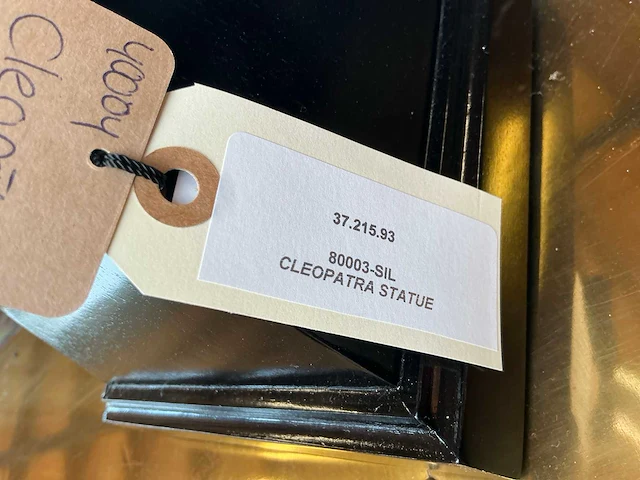 37.215.93
80003-SIL
CLEOPATRA STATUE